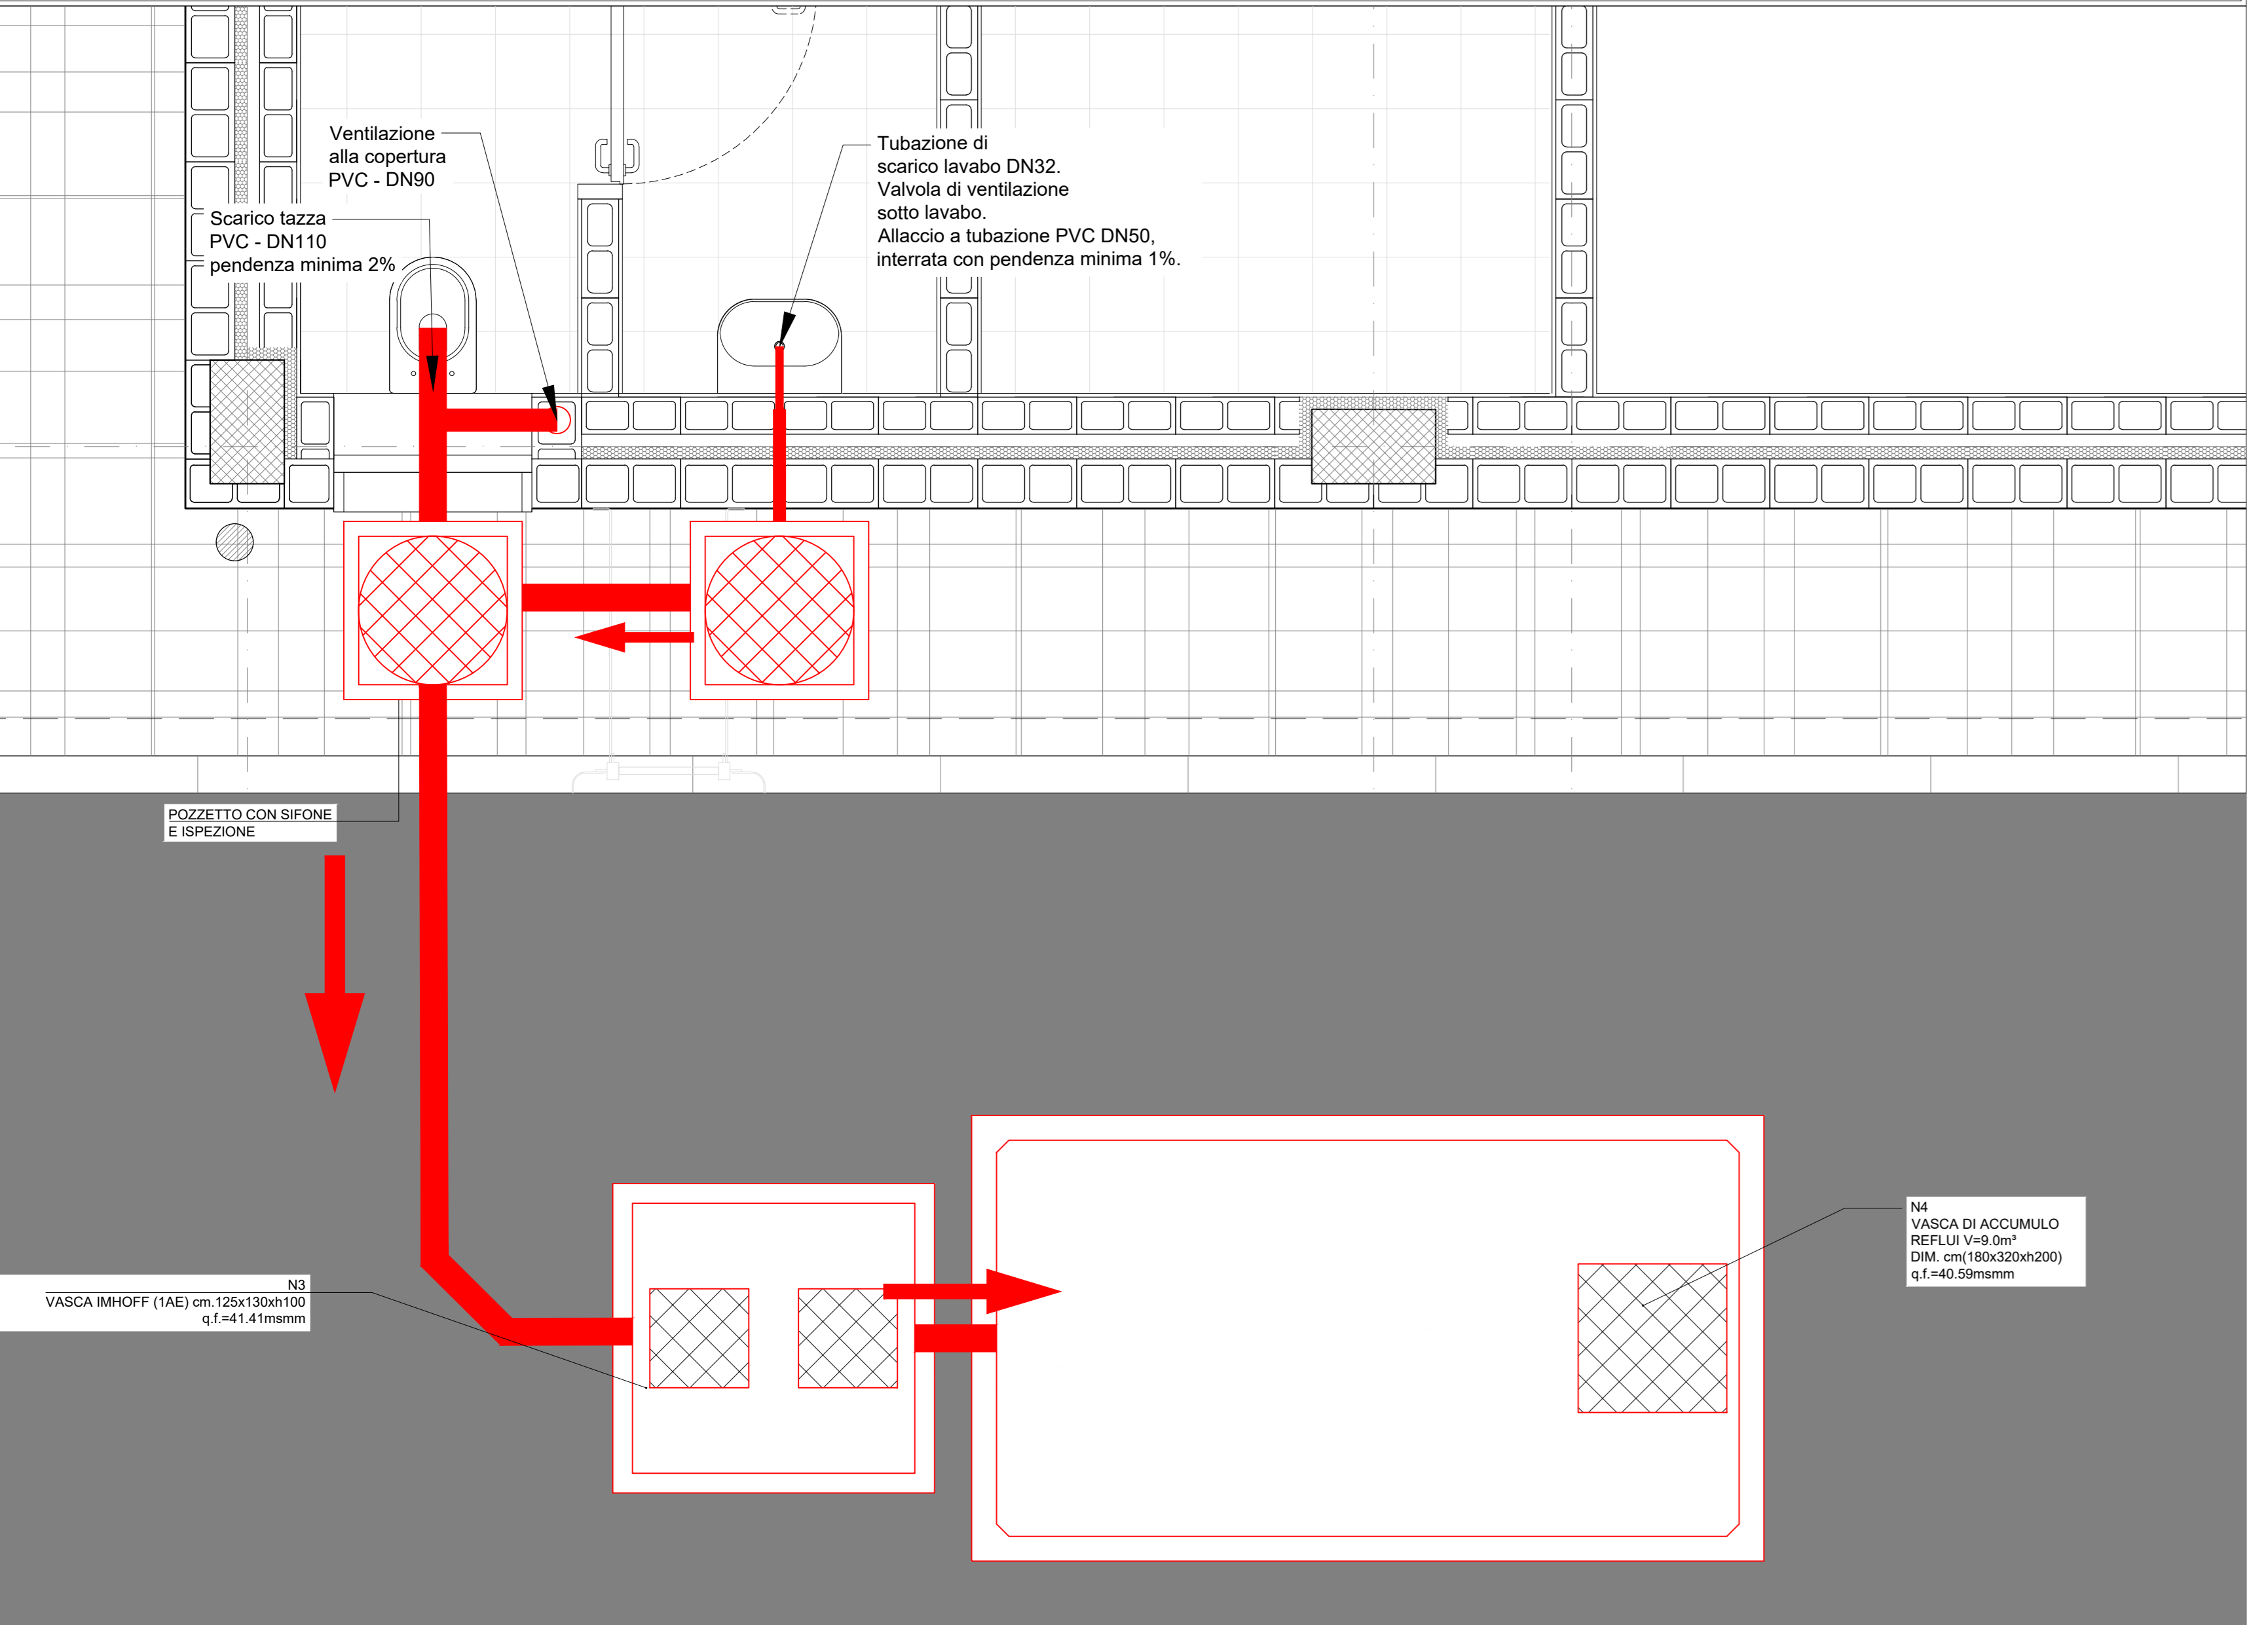 Ventilazione
alla copertura
PVC - DN90
Scarico tazza
PVC - DN110
pendenza minima 2%
Tubazione di
scarico lavabo DN32.
Valvola di ventilazione
sotto lavabo.
Allaccio a tubazione PVC DN50,
interrata con pendenza minima 1%.
POZZETTO CON SIFONE
E ISPEZIONE
N3
VASCA IMHOFF (1AE) cm.125x130xh100
q.f.=41.41msmm
N4
VASCA DI ACCUMULO
REFLUI V=9.0m³
DIM. cm(180x320xh200)
q.f.=40.59msmm